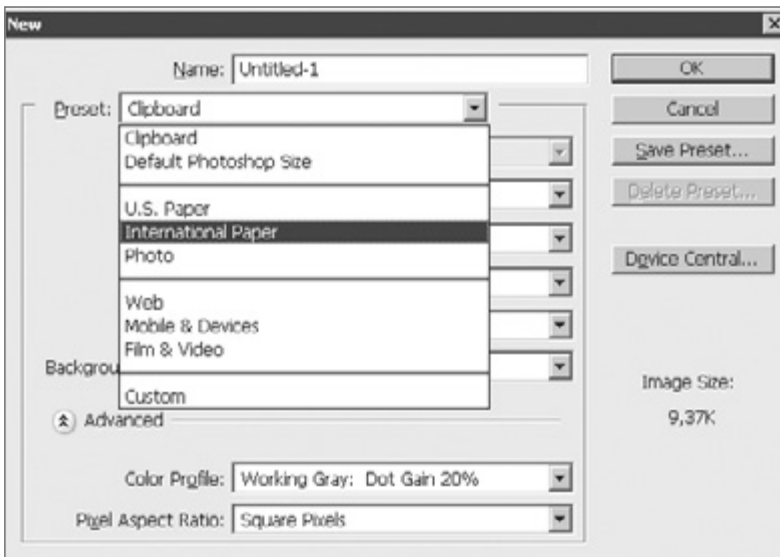 New
Name: Untitled-1
OK
Preset: Clipboard
Cancel
Clipboard
Default Photoshop Size
Save Preset...
Delete Preset...
U.S. Paper
International Paper
Photo
Device Central...
Web
Mobile & Devices
Film & Video
Backgrou
Custom
Image Size:
9,37K
Advanced
Color Profile: Working Gray: Dot Gain 20%
Pixel Aspect Ratio: Square Pixels